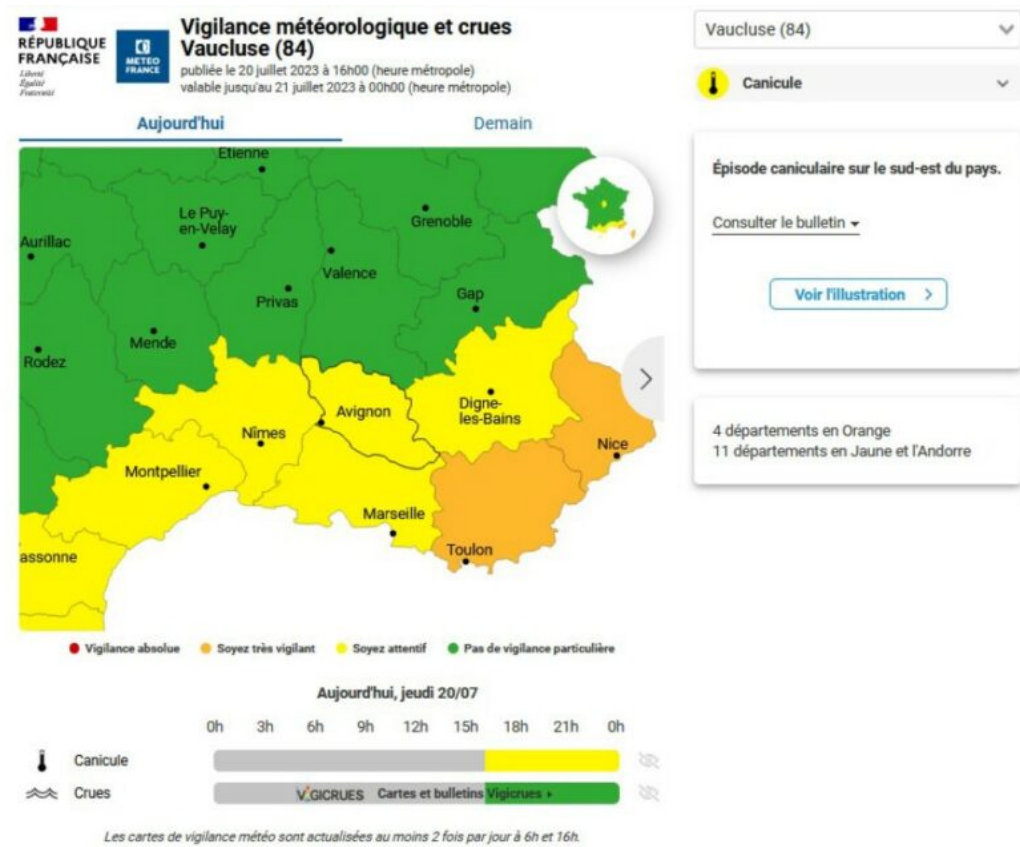 RÉPUBLIQUE
FRANÇAISE
Liberté
Égalité
Fraternité
METEO
FRANCE
Vigilance météorologique et crues
Vaucluse (84)
publiée le 20 juillet 2023 à 16h00 (heure métropole)
valable jusqu'au 21 juillet 2023 à 00h00 (heure métropole)
Aujourd'hui
Demain
Etienne
Le Puy-
en-Velay
Grenoble
Aurillac
Valence
Privas
Gap
Mende
Rodez
Avignon
Digne-
les-Bains
Nîmes
Nice
Montpellier
Marseille
assonne
Toulon
Vigilance absolue
Soyez très vigilant
Soyez attentif
Pas de vigilance particulière
Aujourd'hui, jeudi 20/07
0h 3h 6h 9h 12h 15h 18h 21h 0h
Canicule
Crues
VIGICRUES Cartes et bulletins Vigicrues
Les cartes de vigilance météo sont actualisées au moins 2 fois par jour à 6h et 16h.
Vaucluse (84)
Canicule
Épisode caniculaire sur le sud-est du pays.
Consulter le bulletin
Voir l'illustration
4 départements en Orange
11 départements en Jaune et l'Andorre